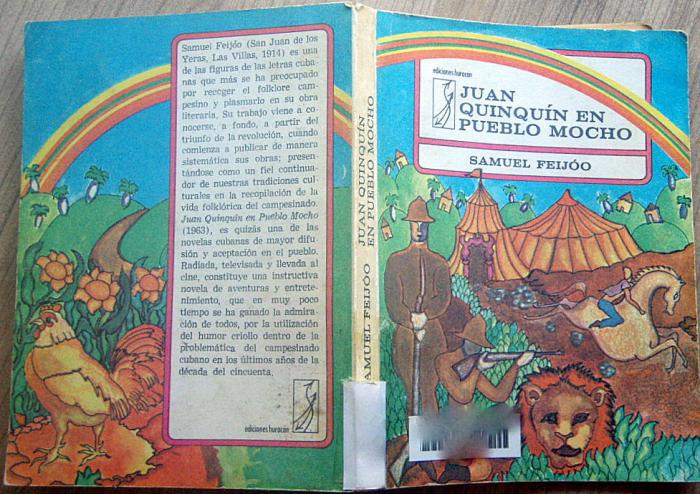 Samuel Feijóo (San Juan de los
Yeras, Las Villas, 1914) es una
de las figuras de las letras cuba-
nas que más se ha preocupado
por recoger el folklore cam-
pesino y plasmarlo en su obra
literaria. Su trabajo viene a co-
nocerse, a fondo, a partir del
triunfo de la revolución, cuando
comienza a publicar de manera
sistemática sus obras; presen-
tándose como un fiel continua-
dor de nuestras tradiciones cul-
turales en la recopilación de la
vida folklórica del campesinado.
Juan Quinquín en Pueblo Mocho
(1963), es quizás una de las
novelas cubanas de mayor difu-
sión y aceptación en el pueblo.
Radiada, televisada y llevada al
cine, constituye una instructiva
novela de aventuras y entrete-
nimiento, que en muy poco
tiempo se ha ganado la admira-
ción de todos, por la utilización
del humor criollo dentro de la
problemática del campesinado
cubano en los últimos años de la
década del cincuenta.
ediciones huracán
JUAN QUINQUÍN
EN PUEBLO MOCHO
SAMUEL FEIJÓO
ediciones huracán
JUAN
QUINQUÍN EN
PUEBLO MOCHO
SAMUEL FEIJÓO